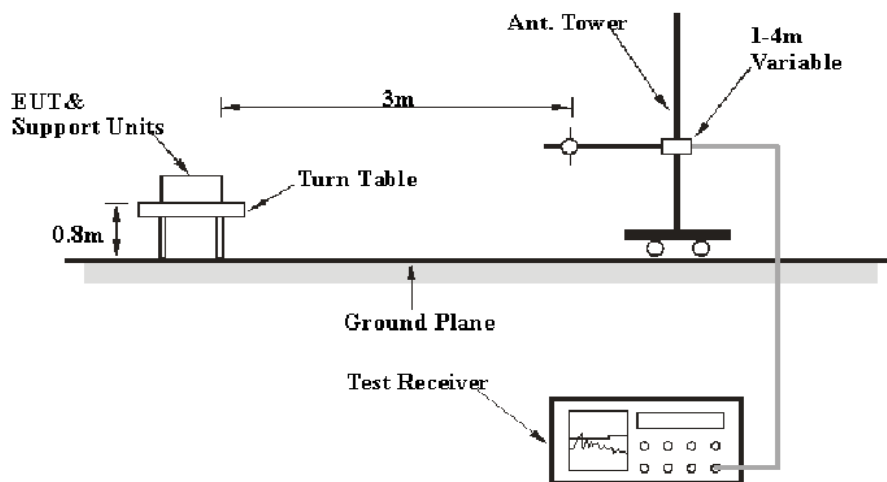 Ant. Tower
1-4m
Variable
3m
EUT&
Support Units
Turn Table
0.8m
Ground Plane
Test Receiver